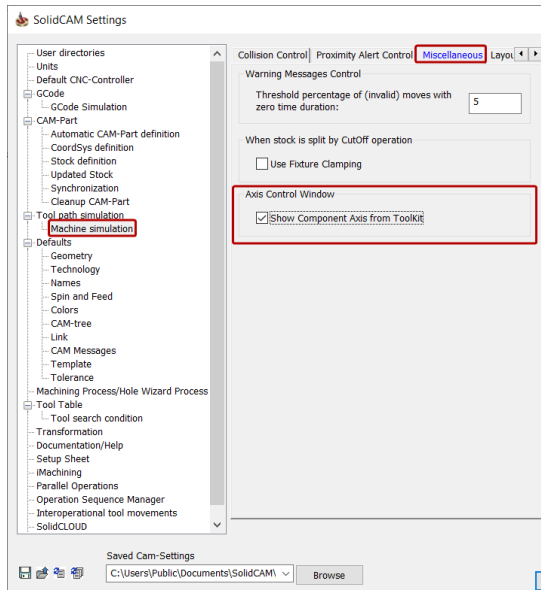 SolidCAM Settings
User directories
Units
Default CNC-Controller
GCode
GCode Simulation
CAM-Part
Automatic CAM-Part definition
CoordSys definition
Stock definition
Updated Stock
Synchronization
Cleanup CAM-Part
Tool path simulation
Machine simulation
Defaults
Geometry
Technology
Names
Spin and Feed
Colors
CAM-tree
Link
CAM Messages
Template
Tolerance
Machining Process/Hole Wizard Process
Tool Table
Tool search condition
Transformation
Documentation/Help
Setup Sheet
iMachining
Parallel Operations
Operation Sequence Manager
Interoperational tool movements
SolidCLOUD
Collision Control Proximity Alert Control Miscellaneous Layou
Warning Messages Control
Threshold percentage of (invalid) moves with
zero time duration:
5
When stock is split by CutOff operation
Use Fixture Clamping
Axis Control Window
Show Component Axis from ToolKit
Saved Cam-Settings
C:\Users\Public\Documents\SolidCAM\
Browse